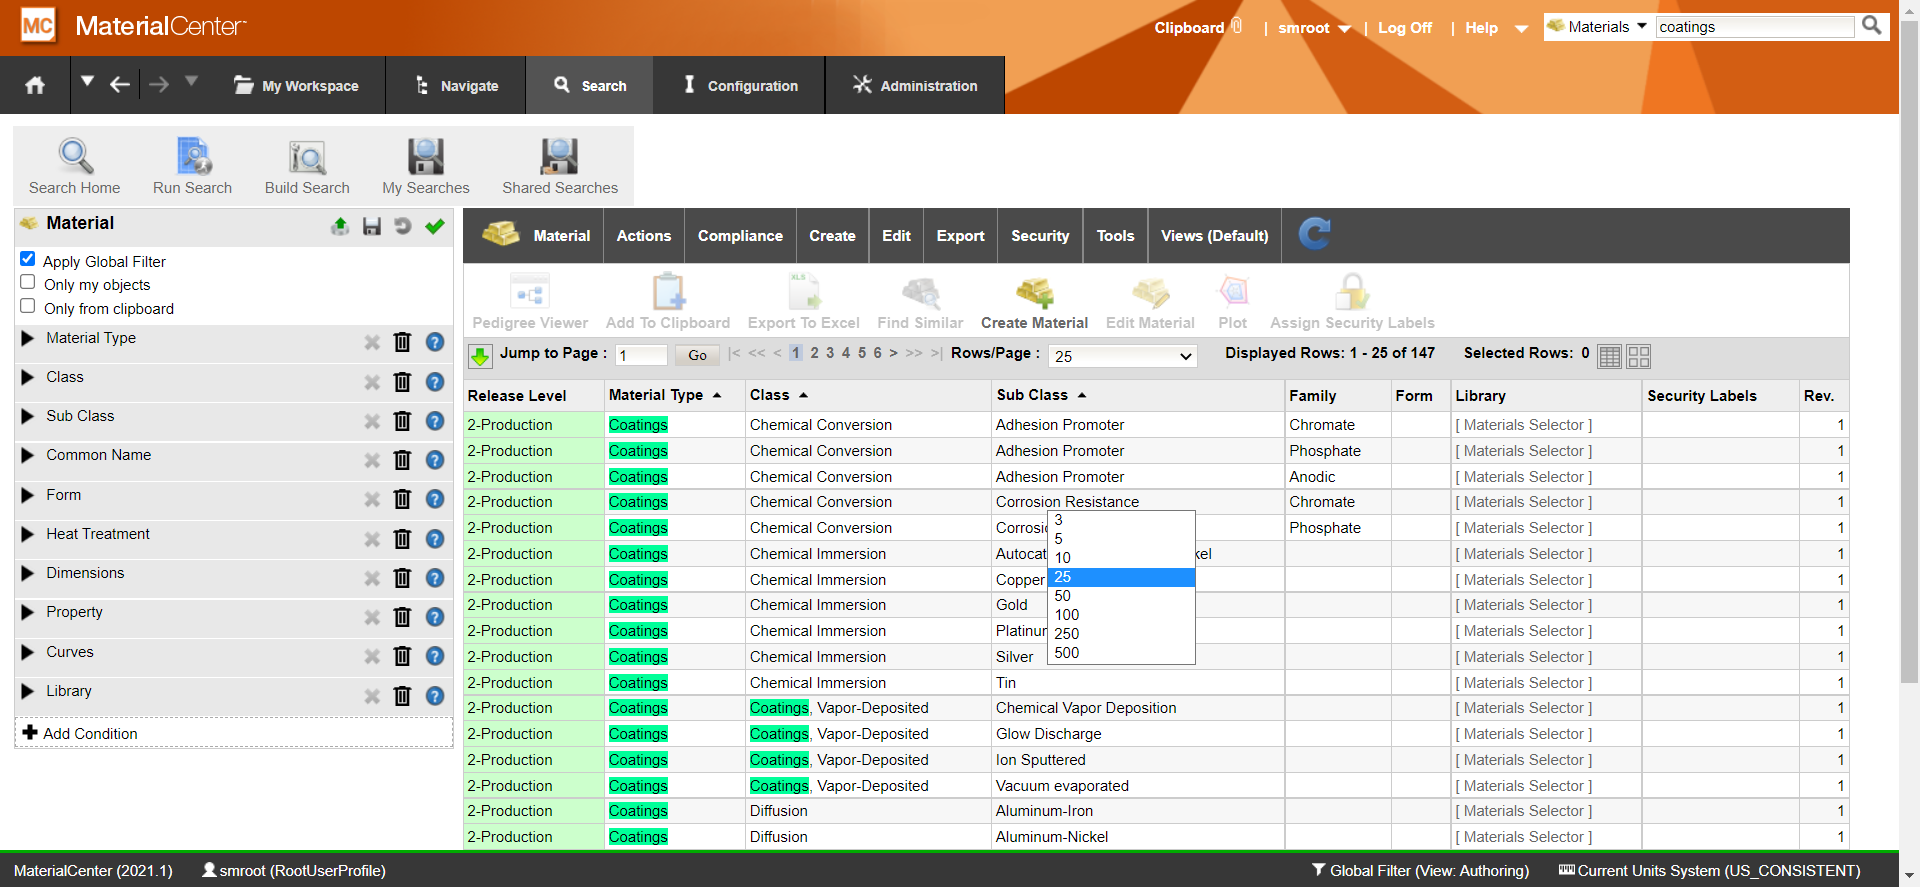 MC MaterialCenter
Clipboard | smroot | Log Off | Help Materials coatings
My Workspace Navigate Search Configuration Administration
Search Home Run Search Build Search My Searches Shared Searches
Material
Apply Global Filter
Only my objects
Only from clipboard
Material Type
Class
Sub Class
Common Name
Form
Heat Treatment
Dimensions
Property
Curves
Library
Add Condition
Material Actions Compliance Create Edit Export Security Tools Views (Default)
Pedigree Viewer Add To Clipboard Export To Excel Find Similar Create Material Edit Material Plot Assign Security Labels
Jump to Page : 1 Go |< << < 1 2 3 4 5 6 > >> >| Rows/Page : 25 Displayed Rows: 1 - 25 of 147 Selected Rows: 0
Release Level Material Type Class Sub Class Family Form Library Security Labels Rev.
2-Production Coatings Chemical Conversion Adhesion Promoter Chromate [ Materials Selector ] 1
2-Production Coatings Chemical Conversion Adhesion Promoter Phosphate [ Materials Selector ] 1
2-Production Coatings Chemical Conversion Adhesion Promoter Anodic [ Materials Selector ] 1
2-Production Coatings Chemical Conversion Corrosion Resistance Chromate [ Materials Selector ] 1
2-Production Coatings Chemical Conversion Corrosi Phosphate [ Materials Selector ] 1
2-Production Coatings Chemical Immersion Autocat kel [ Materials Selector ] 1
2-Production Coatings Chemical Immersion Copper [ Materials Selector ] 1
2-Production Coatings Chemical Immersion Gold [ Materials Selector ] 1
2-Production Coatings Chemical Immersion Platinu [ Materials Selector ] 1
2-Production Coatings Chemical Immersion Silver [ Materials Selector ] 1
2-Production Coatings Chemical Immersion Tin [ Materials Selector ] 1
2-Production Coatings Coatings, Vapor-Deposited Chemical Vapor Deposition [ Materials Selector ] 1
2-Production Coatings Coatings, Vapor-Deposited Glow Discharge [ Materials Selector ] 1
2-Production Coatings Coatings, Vapor-Deposited Ion Sputtered [ Materials Selector ] 1
2-Production Coatings Coatings, Vapor-Deposited Vacuum evaporated [ Materials Selector ] 1
2-Production Coatings Diffusion Aluminum-Iron [ Materials Selector ] 1
2-Production Coatings Diffusion Aluminum-Nickel [ Materials Selector ] 1
3
5
10
25
50
100
250
500
MaterialCenter (2021.1) smroot (RootUserProfile) Global Filter (View: Authoring) Current Units System (US_CONSISTENT)